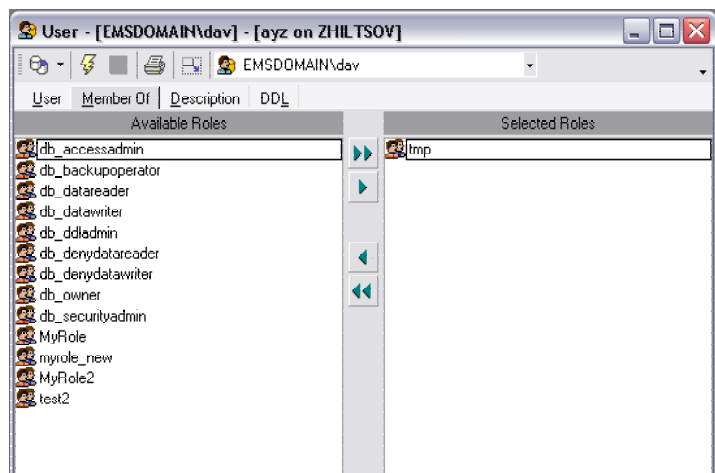 User - [EMSDOMAIN\dav] - [ayz on ZHILTSOV]
EMSDOMAIN\dav
User Member Of Description DDL
Available Roles
Selected Roles
db_accessadmin
db_backupoperator
db_datareader
db_datawriter
db_ddladmin
db_denydatareader
db_denydatawriter
db_owner
db_securityadmin
MyRole
myrole_new
MyRole2
test2
tmp